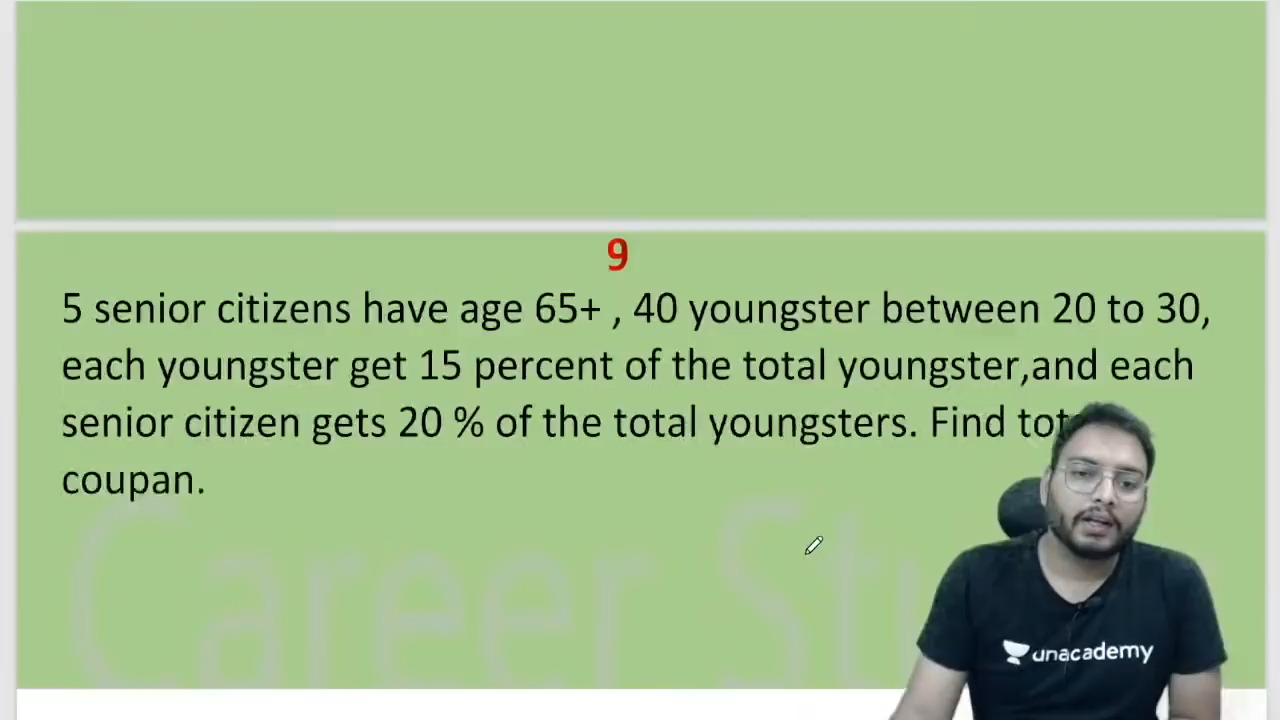 9
5 senior citizens have age 65+ , 40 youngster between 20 to 30,
each youngster get 15 percent of the total youngster,and each
senior citizen gets 20 % of the total youngsters. Find
coupan.
Career
unacademy